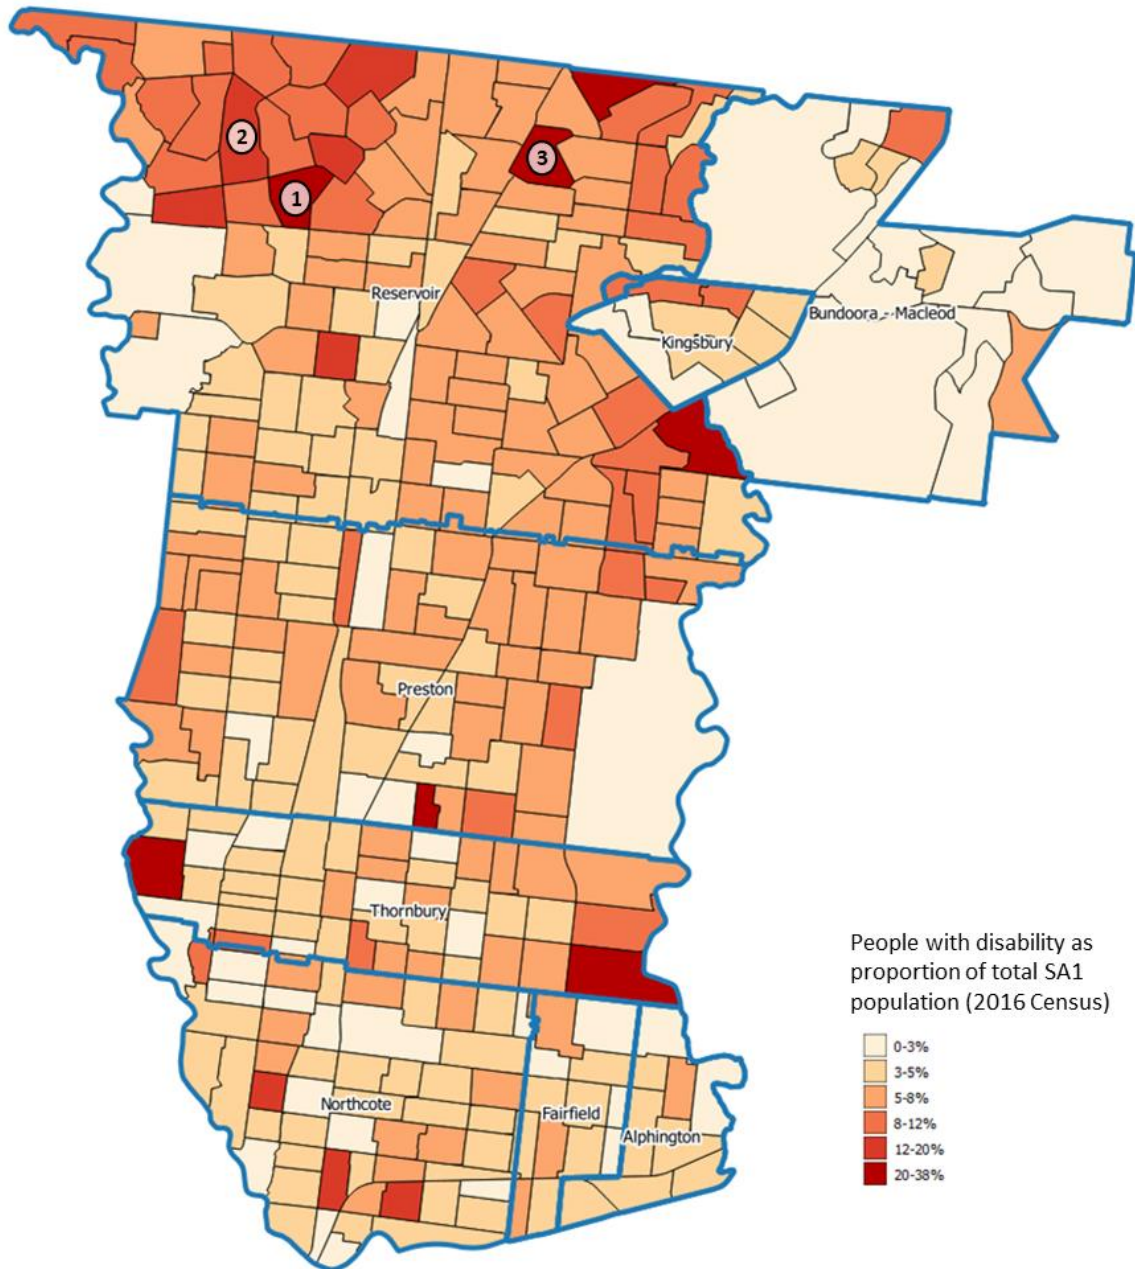 2
3
1
Reservoir
Bundoora - Macleod
Kingsbury
Preston
Thornbury
People with disability as
proportion of total SA1
population (2016 Census)
0-3%
3-5%
5-8%
8-12%
12-20%
20-38%
Northcote
Fairfield
Alphington